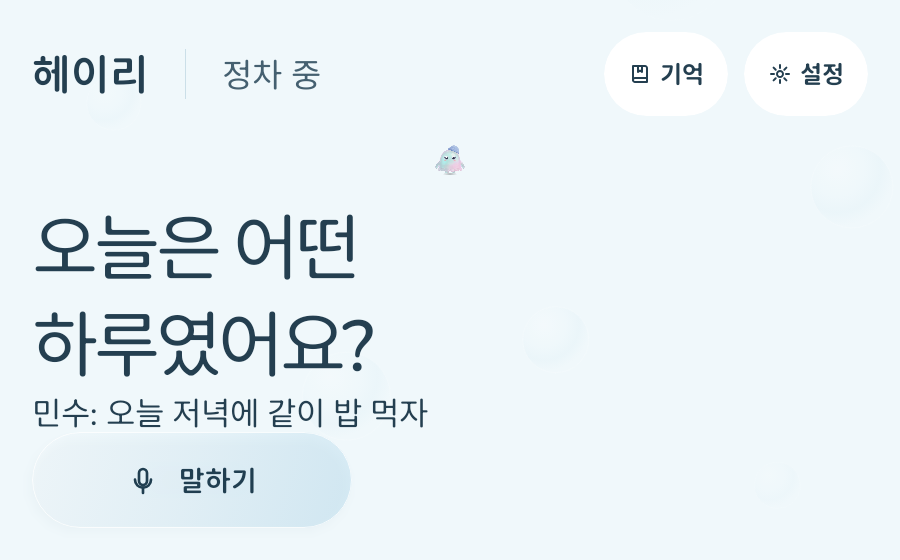 헤이리
정차 중
기억
설정
오늘은 어떤
하루였어요?
민수: 오늘 저녁에 같이 밥 먹자
말하기